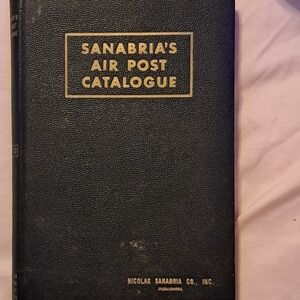 SANABRIA'S
AIR POST
CATALOGUE
NICOLAS SANABRIA CO., INC.
PUBLISHERS